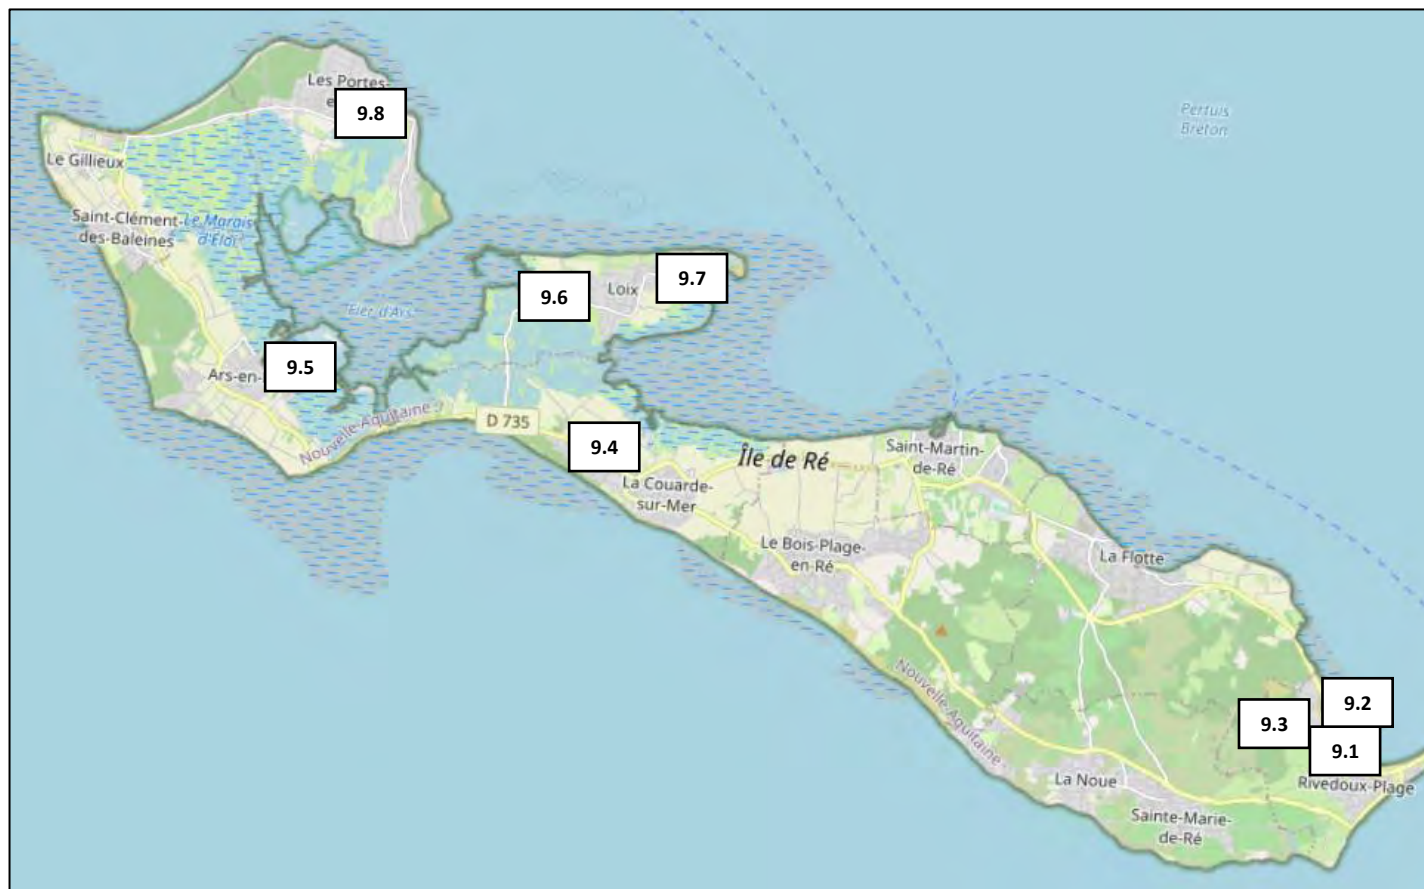 Les Portes-
e
9.8
Pertuis
Breton
Le Gillieux
Saint-Clément-
des-Baleines
Le Marais
d'Eloi
9.7
Loix
9.6
Fier d'Ars
9.5
Ars-en-
Nouvelle-Aquitaine
D 735
9.4
Île de Ré
Saint-Martin-
de-Ré
La Couarde-
sur-Mer
Le Bois-Plage-
en-Ré
La Flotte
Nouvelle-Aquitaine
9.2
9.3
9.1
La Noue
Rivedoux-Plage
Sainte-Marie-
de-Ré